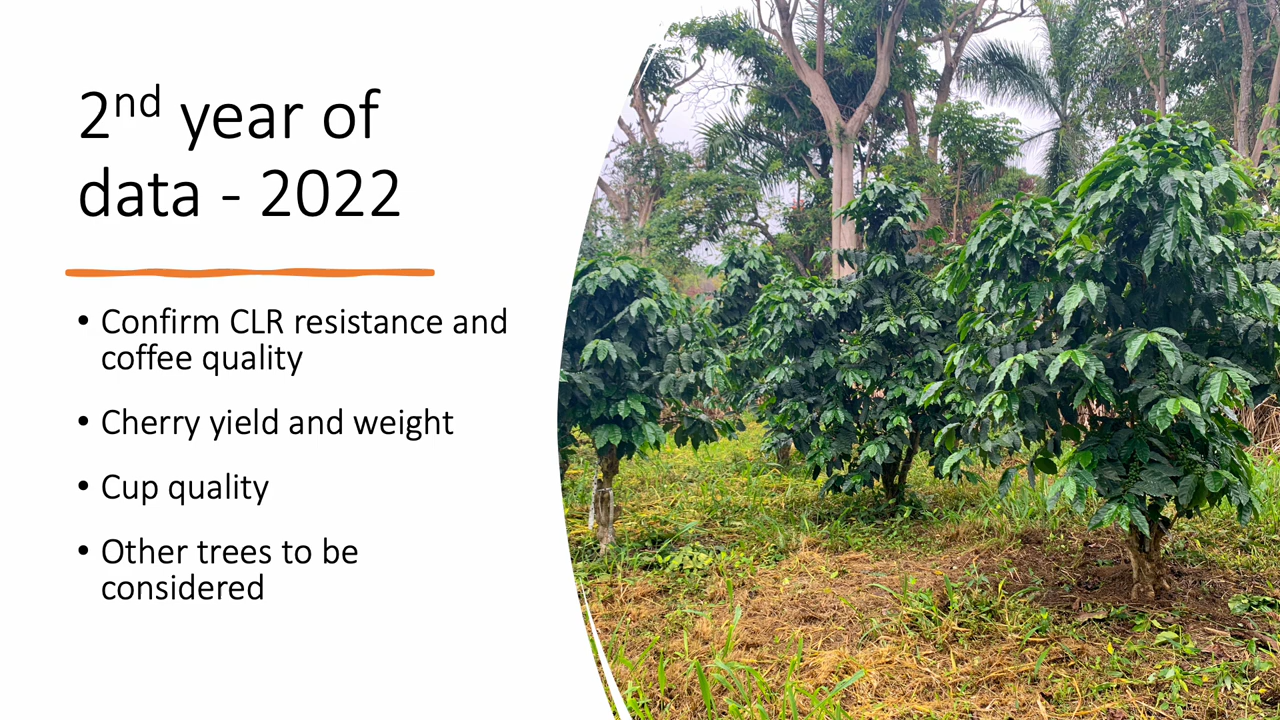 2nd year of
data - 2022
• Confirm CLR resistance and
coffee quality
• Cherry yield and weight
• Cup quality
• Other trees to be
considered